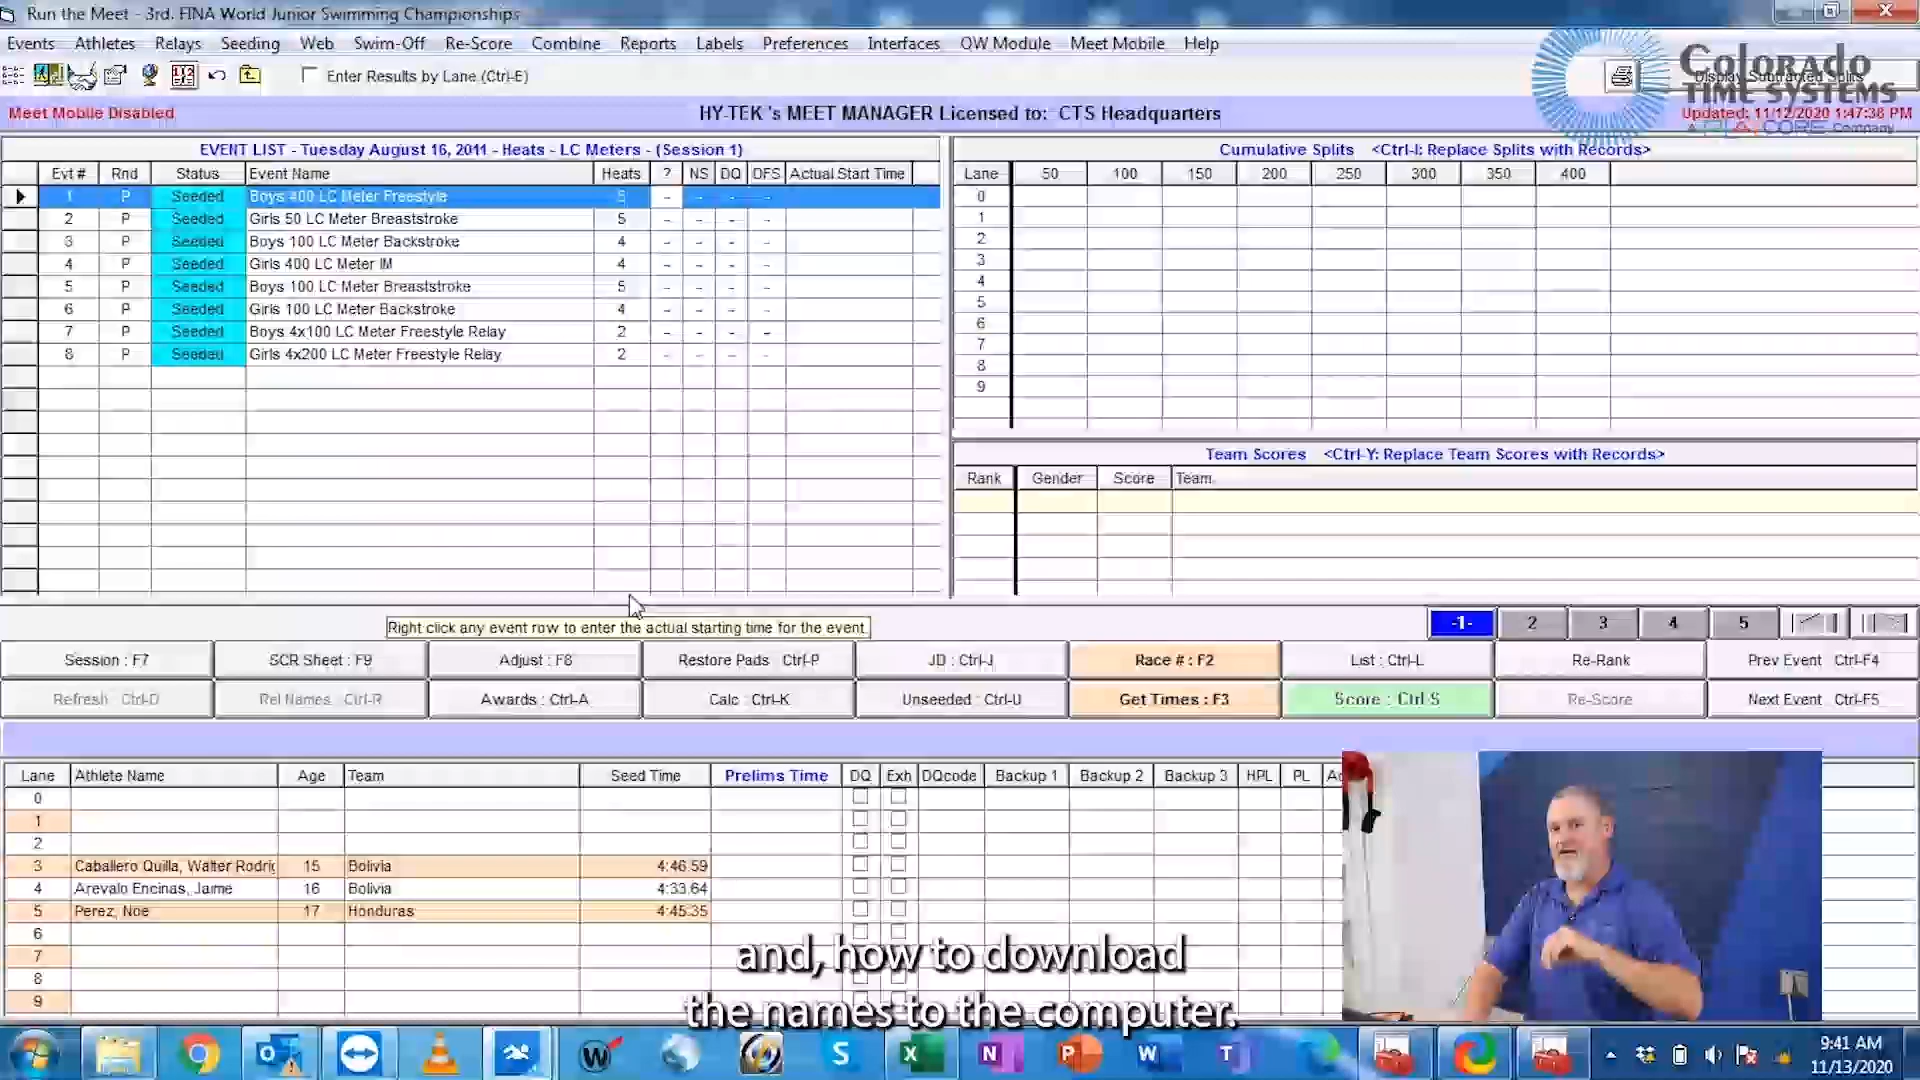 Run the Meet - 3rd. FINA World Junior Swimming Championships
Events Athletes Relays Seeding Web Swim-Off Re-Score Combine Reports Labels Preferences Interfaces OW Module Meet Mobile Help
Enter Results by Lane (Ctrl-E)
Display Subtracted Splits
Colorado
TIME SYSTEMS
A PLAYCORE Company
Meet Mobile Disabled
HY-TEK's MEET MANAGER Licensed to: CTS Headquarters
Updated: 11/12/2020 1:47:36 PM
EVENT LIST - Tuesday August 16, 2011 - Heats - LC Meters - (Session 1)
Evt # Rnd Status Event Name Heats ? NS DQ DFS Actual Start Time
1 P Seeded Boys 400 LC Meter Freestyle 5 - - - -
2 P Seeded Girls 50 LC Meter Breaststroke 5 - - - -
3 P Seeded Boys 100 LC Meter Backstroke 4 - - - -
4 P Seeded Girls 400 LC Meter IM 4 - - - -
5 P Seeded Boys 100 LC Meter Breaststroke 5 - - - -
6 P Seeded Girls 100 LC Meter Backstroke 4 - - - -
7 P Seeded Boys 4x100 LC Meter Freestyle Relay 2 - - - -
8 P Seeded Girls 4x200 LC Meter Freestyle Relay 2 - - - -
Cumulative Splits <Ctrl-I: Replace Splits with Records>
Lane 50 100 150 200 250 300 350 400
0
1
2
3
4
5
6
7
8
9
Team Scores <Ctrl-Y: Replace Team Scores with Records>
Rank Gender Score Team
Right click any event row to enter the actual starting time for the event.
-1- 2 3 4 5
Session : F7 SCR Sheet : F9 Adjust : F8 Restore Pads Ctrl-P JD : Ctrl-J Race # : F2 List : Ctrl-L Re-Rank Prev Event Ctrl-F4
Refresh Ctrl-D Rel Names Ctrl-R Awards : Ctrl-A Calc : Ctrl-K Unseeded : Ctrl-U Get Times : F3 Score : Ctrl-S Re-Score Next Event Ctrl-F5
Lane Athlete Name Age Team Seed Time Prelims Time DQ Exh DQcode Backup 1 Backup 2 Backup 3 HPL PL
0
1
2
3 Caballero Quilla, Walter Rodrig 15 Bolivia 4:46.59
4 Arevalo Encinas, Jaime 16 Bolivia 4:33.64
5 Perez, Noe 17 Honduras 4:45.35
6
7
8
9
and, how to download
the names to the computer.
9:41 AM
11/13/2020